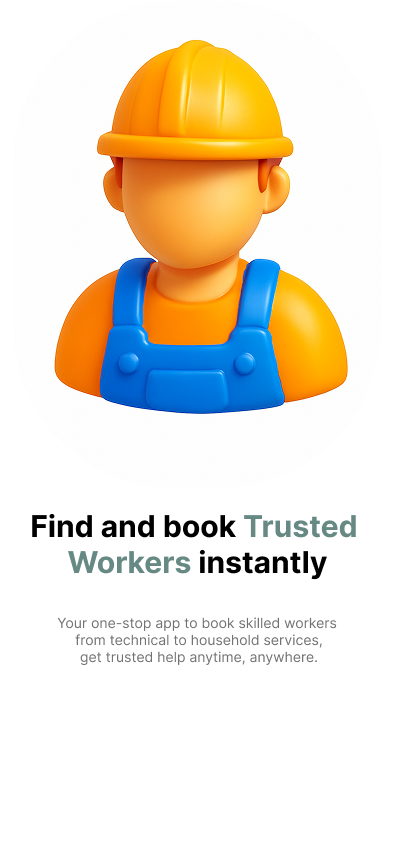 Find and book Trusted
Workers instantly
Your one-stop app to book skilled workers
from technical to household services,
get trusted help anytime, anywhere.